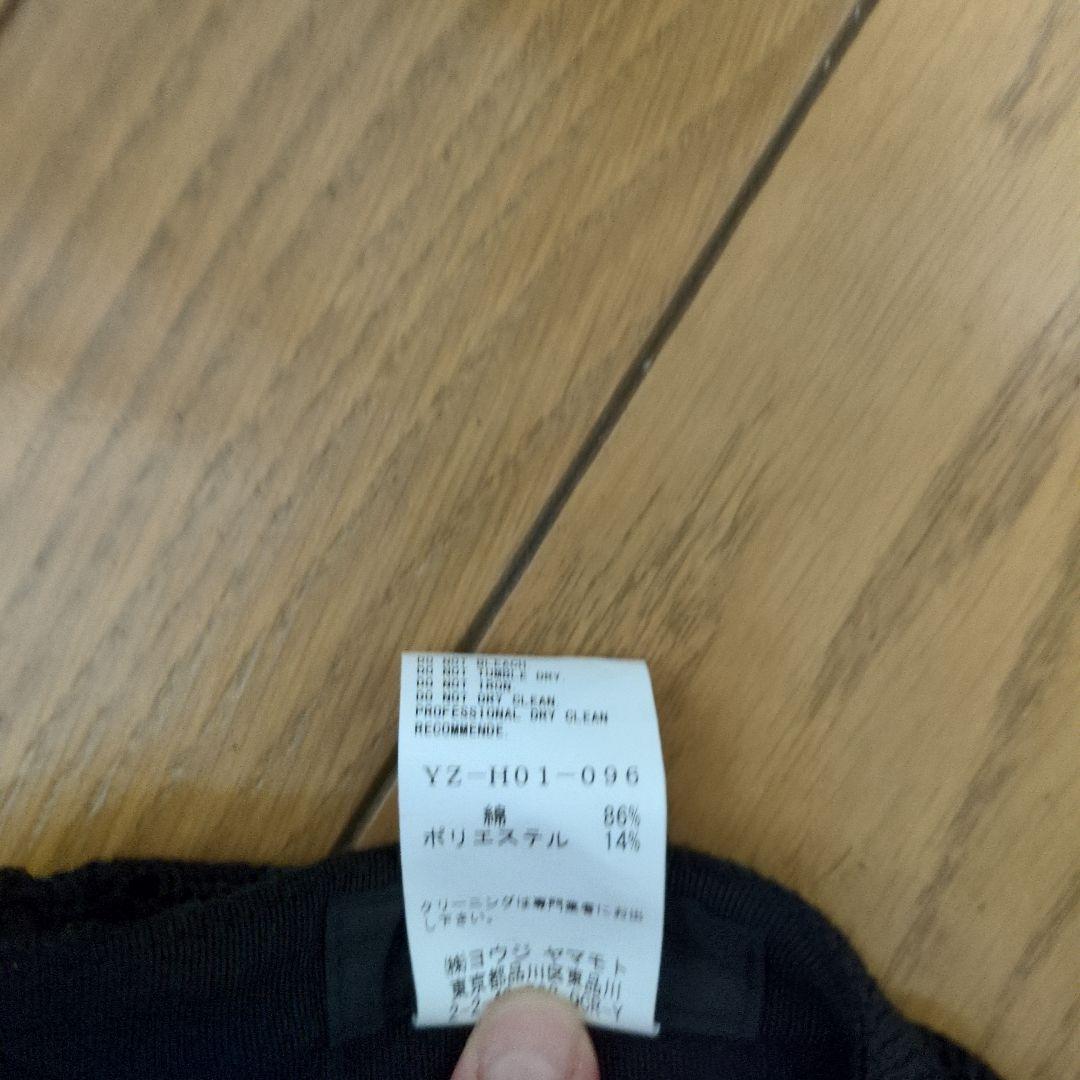 DO NOT BLEACH
DO NOT TUMBLE DRY.
DO NOT IRON
DO NOT DRY CLEAN
PROFESSIONAL DRY CLEAN
RECOMMENDE.
YZ-H01-096
綿 86%
ポリエステル 14%
クリーニングは専門業者にお出
し下さい。
㈱ヨウジ ヤマモト
東京都品川区東品川
2-2-